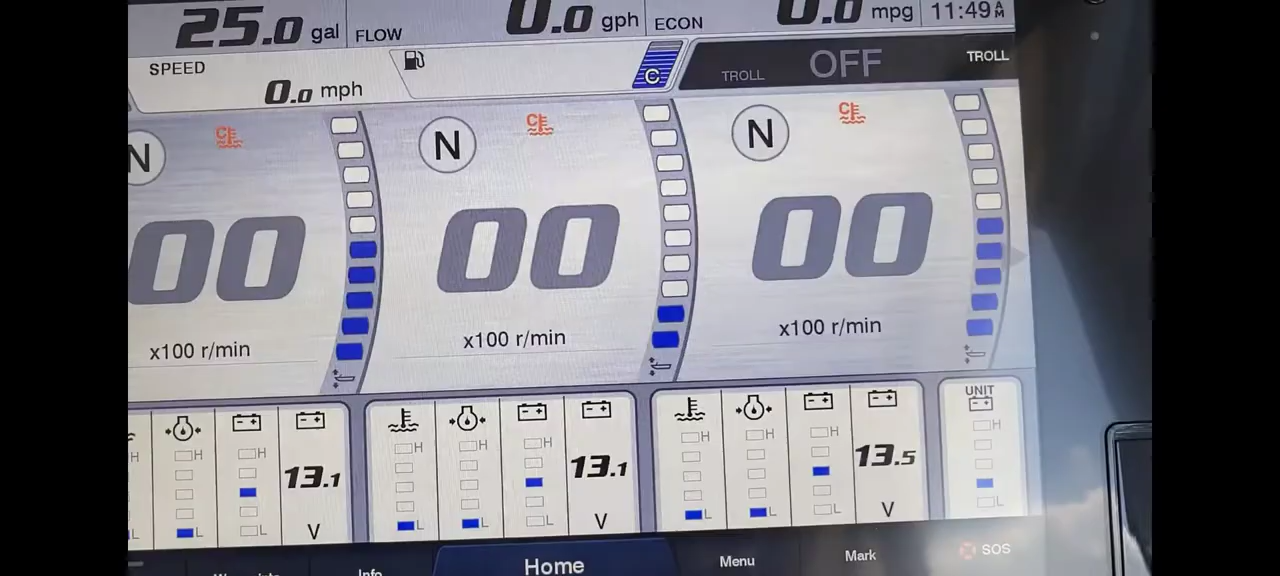 25.0 gal FLOW 0.0 gph ECON 0.0 mpg 11:49 AM
SPEED
0.0 mph
C
TROLL OFF TROLL
N N N
00 00 00
x100 r/min x100 r/min x100 r/min
UNIT
H H H H H H H H H
13.1 13.1 13.5
L L L L L L L L L
V V V
Info Home Menu Mark SOS